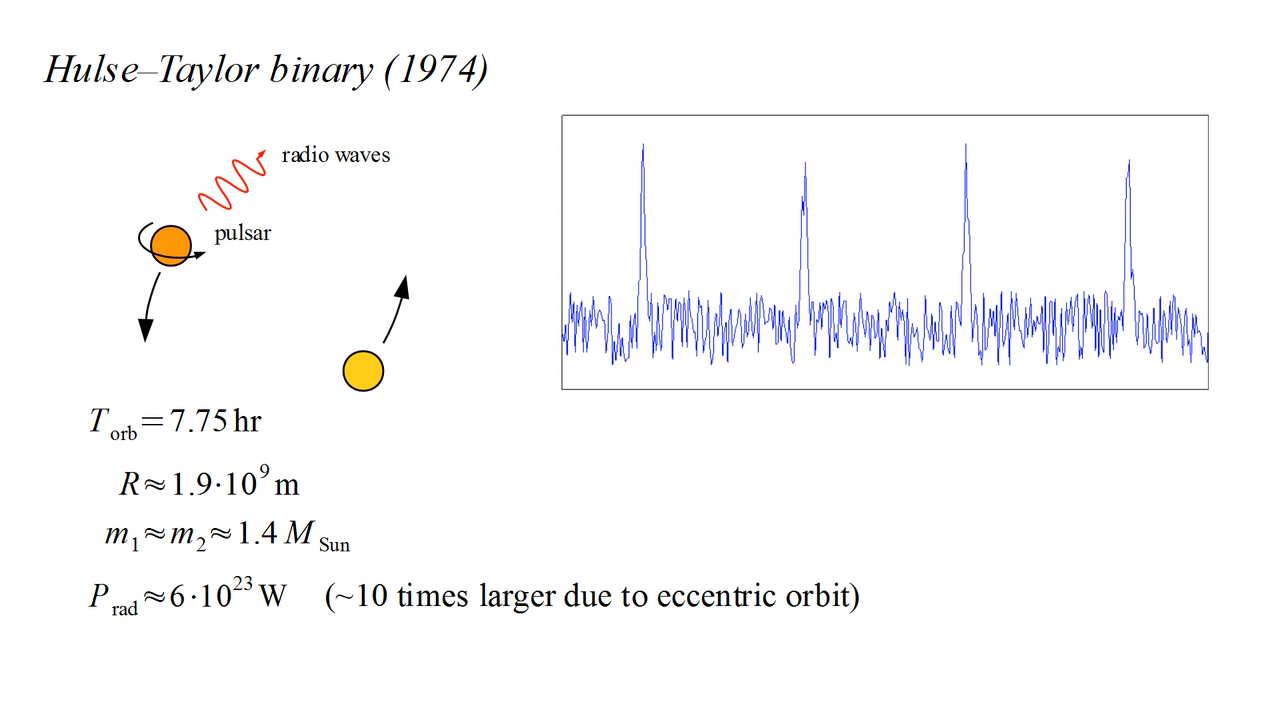 Hulse–Taylor binary (1974)
radio waves
pulsar
T_orb = 7.75 hr
R ≈ 1.9·10^9 m
m_1 ≈ m_2 ≈ 1.4 M_Sun
P_rad ≈ 6·10^23 W (~10 times larger due to eccentric orbit)